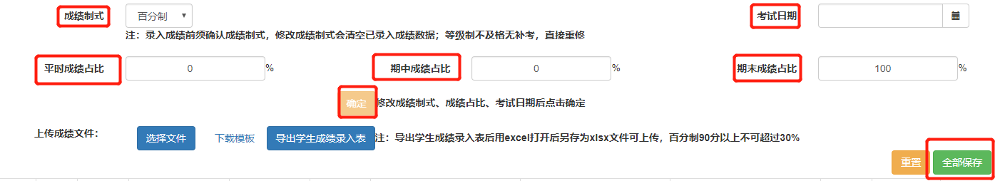 成绩制式 百分制 考试日期
注：录入成绩前须确认成绩制式，修改成绩制式会清空已录入成绩数据；等级制不及格无补考，直接重修
平时成绩占比 0 % 期中成绩占比 0 % 期末成绩占比 100 %
确定 修改成绩制式、成绩占比、考试日期后点击确定
上传成绩文件： 选择文件 下载模板 导出学生成绩录入表 注：导出学生成绩录入表后用excel打开后另存为xlsx文件可上传，百分制90分以上不可超过30%
重置 全部保存